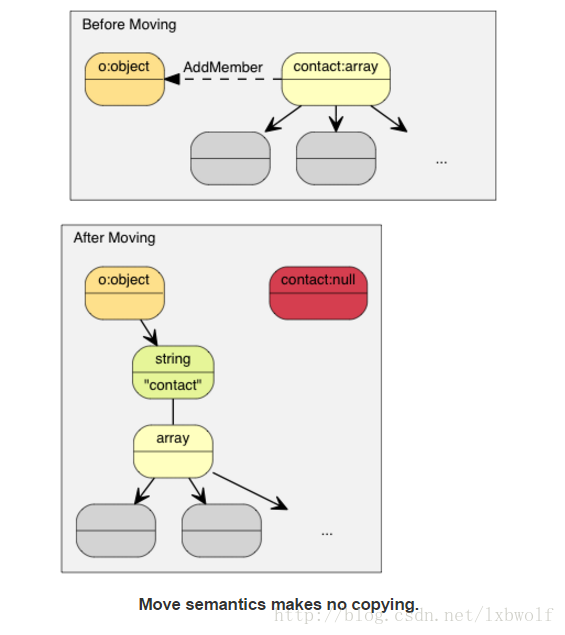 Before Moving
o:object
AddMember
contact:array
...
After Moving
o:object
contact:null
string
"contact"
array
...
Move semantics makes no copying.
http://blog.csdn.net/lxbwolf